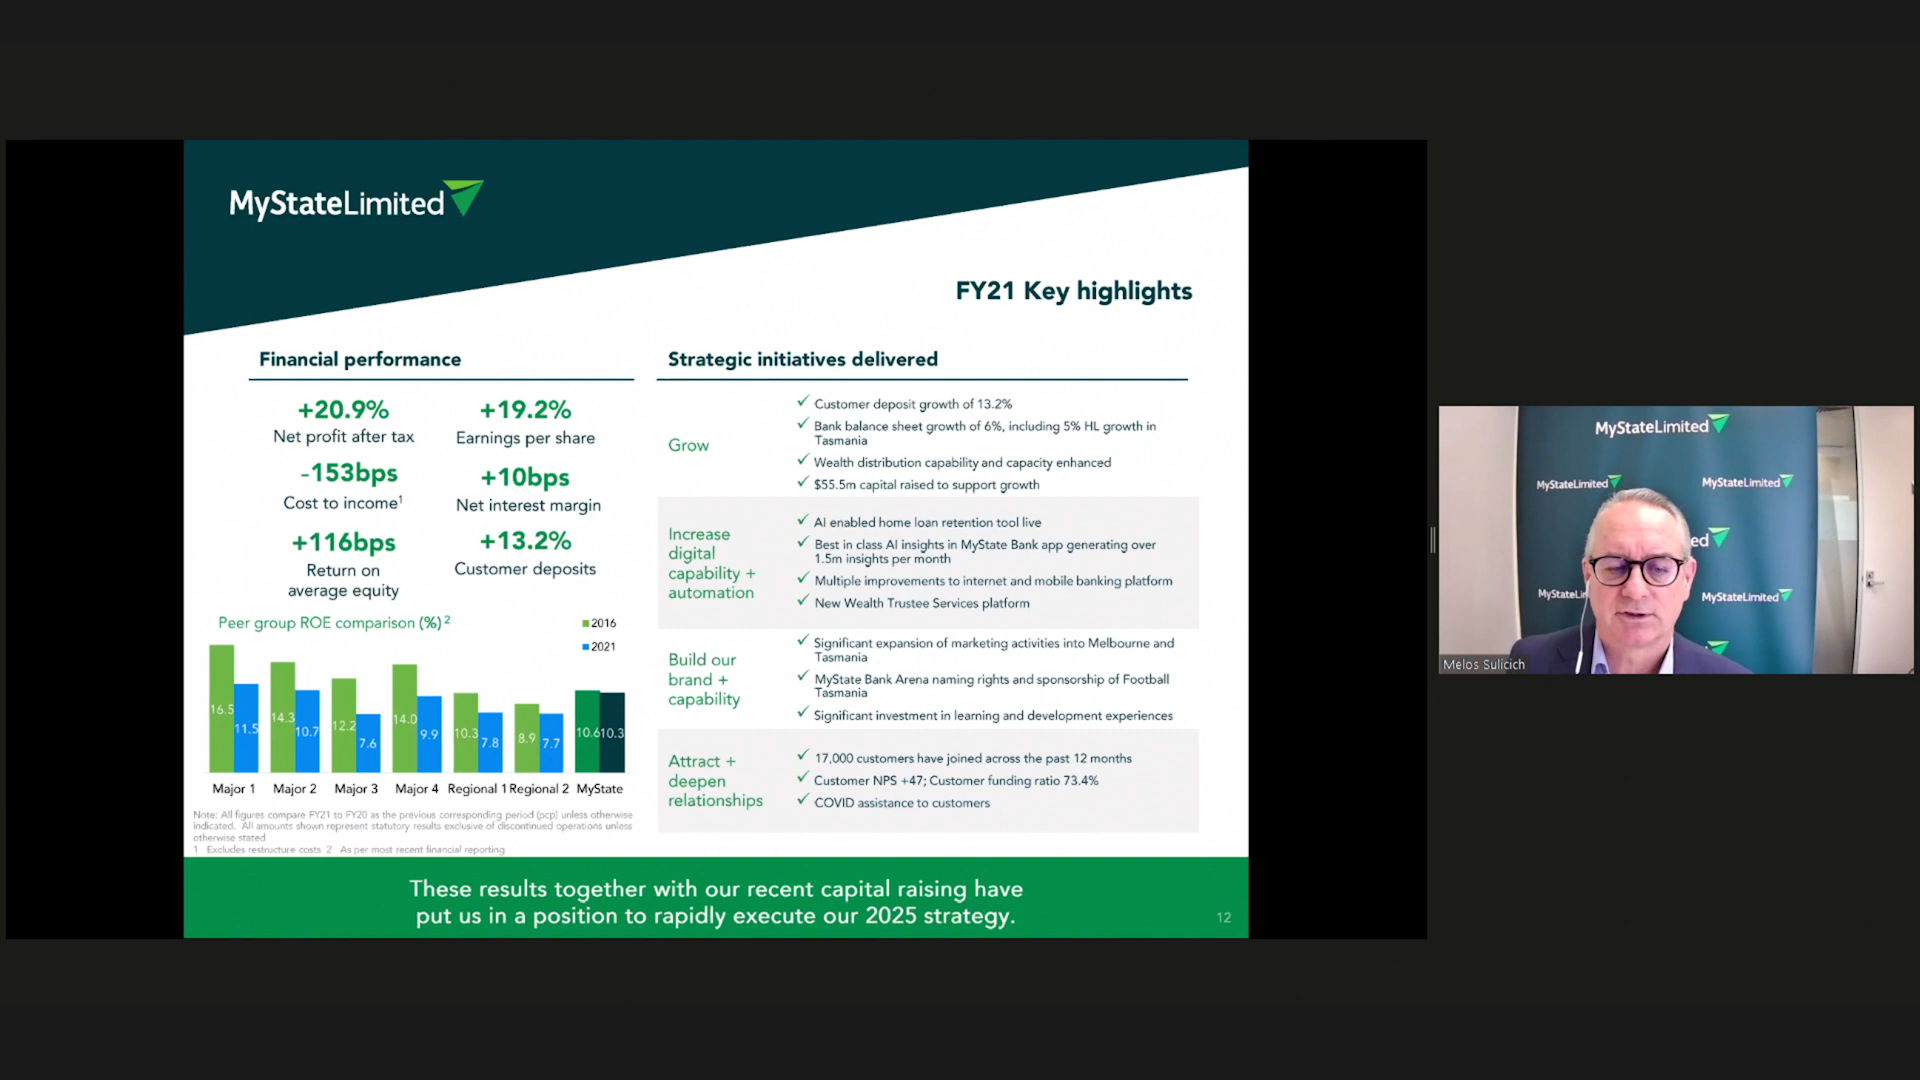 MyStateLimited
FY21 Key highlights
Financial performance
+20.9%
Net profit after tax
+19.2%
Earnings per share
-153bps
Cost to income1
+10bps
Net interest margin
+116bps
Return on
average equity
+13.2%
Customer deposits
Peer group ROE comparison (%) 2
2016
2021
16.5 11.5 14.3 10.7 12.2 7.6 14.0 9.9 10.3 7.8 8.9 7.7 10.6 10.3
Major 1 Major 2 Major 3 Major 4 Regional 1 Regional 2 MyState
Note: All figures compare FY21 to FY20 as the previous corresponding period (pcp) unless otherwise
indicated. All amounts shown represent statutory results exclusive of discontinued operations unless
otherwise stated
1 Excludes restructure costs 2 As per most recent financial reporting
Strategic initiatives delivered
Grow
✓ Customer deposit growth of 13.2%
✓ Bank balance sheet growth of 6%, including 5% HL growth in
Tasmania
✓ Wealth distribution capability and capacity enhanced
✓ $55.5m capital raised to support growth
Increase
digital
capability +
automation
✓ AI enabled home loan retention tool live
✓ Best in class AI insights in MyState Bank app generating over
1.5m insights per month
✓ Multiple improvements to internet and mobile banking platform
✓ New Wealth Trustee Services platform
Build our
brand +
capability
✓ Significant expansion of marketing activities into Melbourne and
Tasmania
✓ MyState Bank Arena naming rights and sponsorship of Football
Tasmania
✓ Significant investment in learning and development experiences
Attract +
deepen
relationships
✓ 17,000 customers have joined across the past 12 months
✓ Customer NPS +47; Customer funding ratio 73.4%
✓ COVID assistance to customers
These results together with our recent capital raising have
put us in a position to rapidly execute our 2025 strategy.
12
MyStateLimited
MyStateLimited MyStateLimited
ed
MyStateLi MyStateLimited
Melos Sulicich